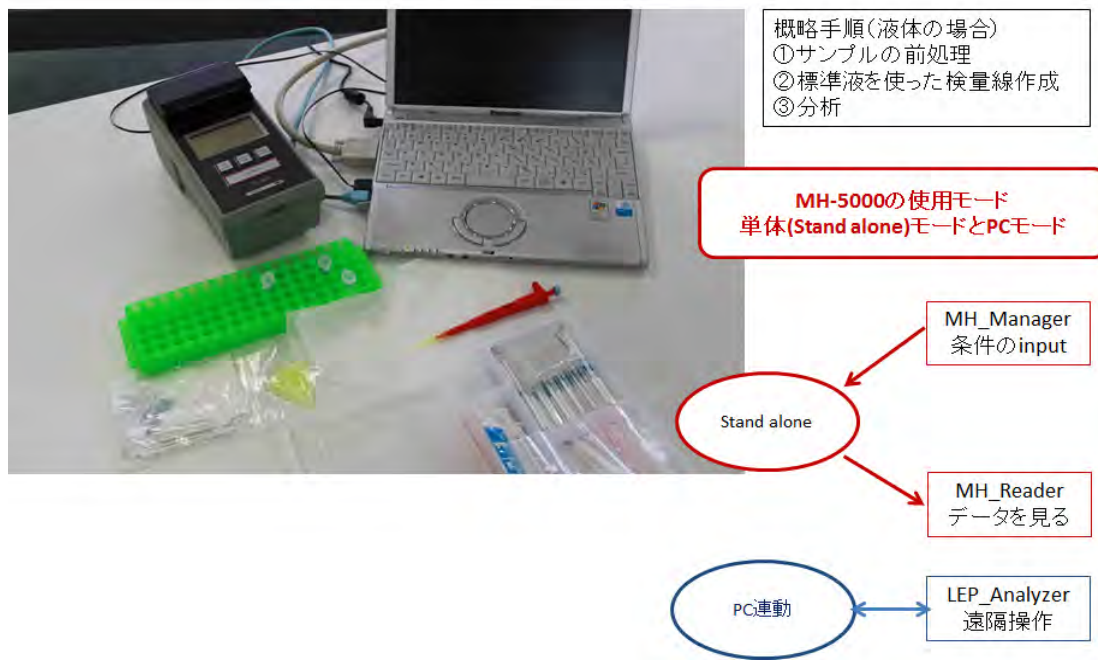 概略手順(液体の場合)
①サンプルの前処理
②標準液を使った検量線作成
③分析
MH-5000の使用モード
単体(Stand alone)モードとPCモード
MH_Manager
条件のinput
Stand alone
MH_Reader
データを見る
PC連動
LEP_Analyzer
遠隔操作